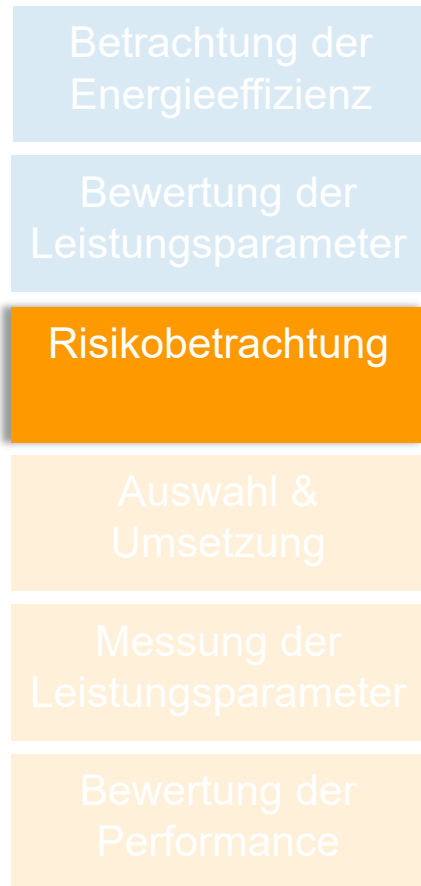 Betrachtung der
Energieeffizienz
Bewertung der
Leistungsparameter
Risikobetrachtung
Auswahl &
Umsetzung
Messung der
Leistungsparameter
Bewertung der
Performance